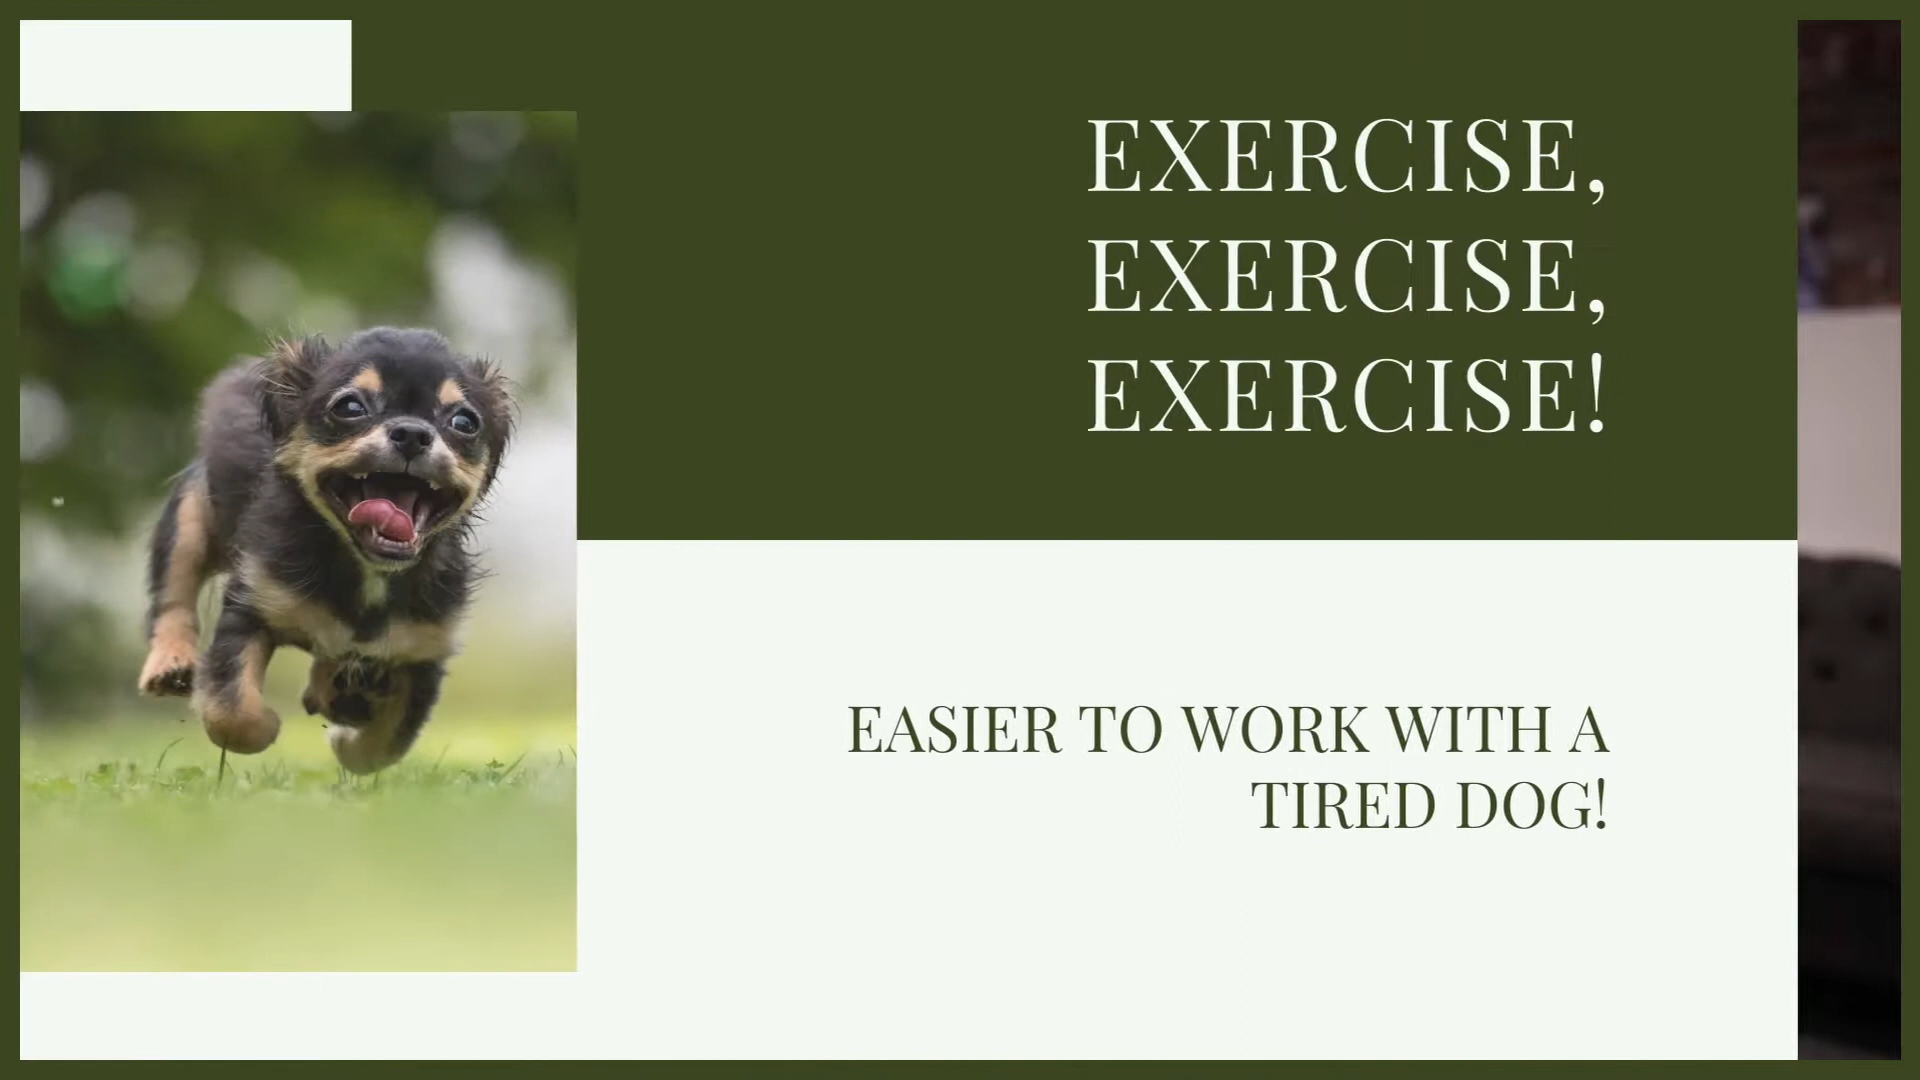 EXERCISE,
EXERCISE,
EXERCISE!
EASIER TO WORK WITH A
TIRED DOG!